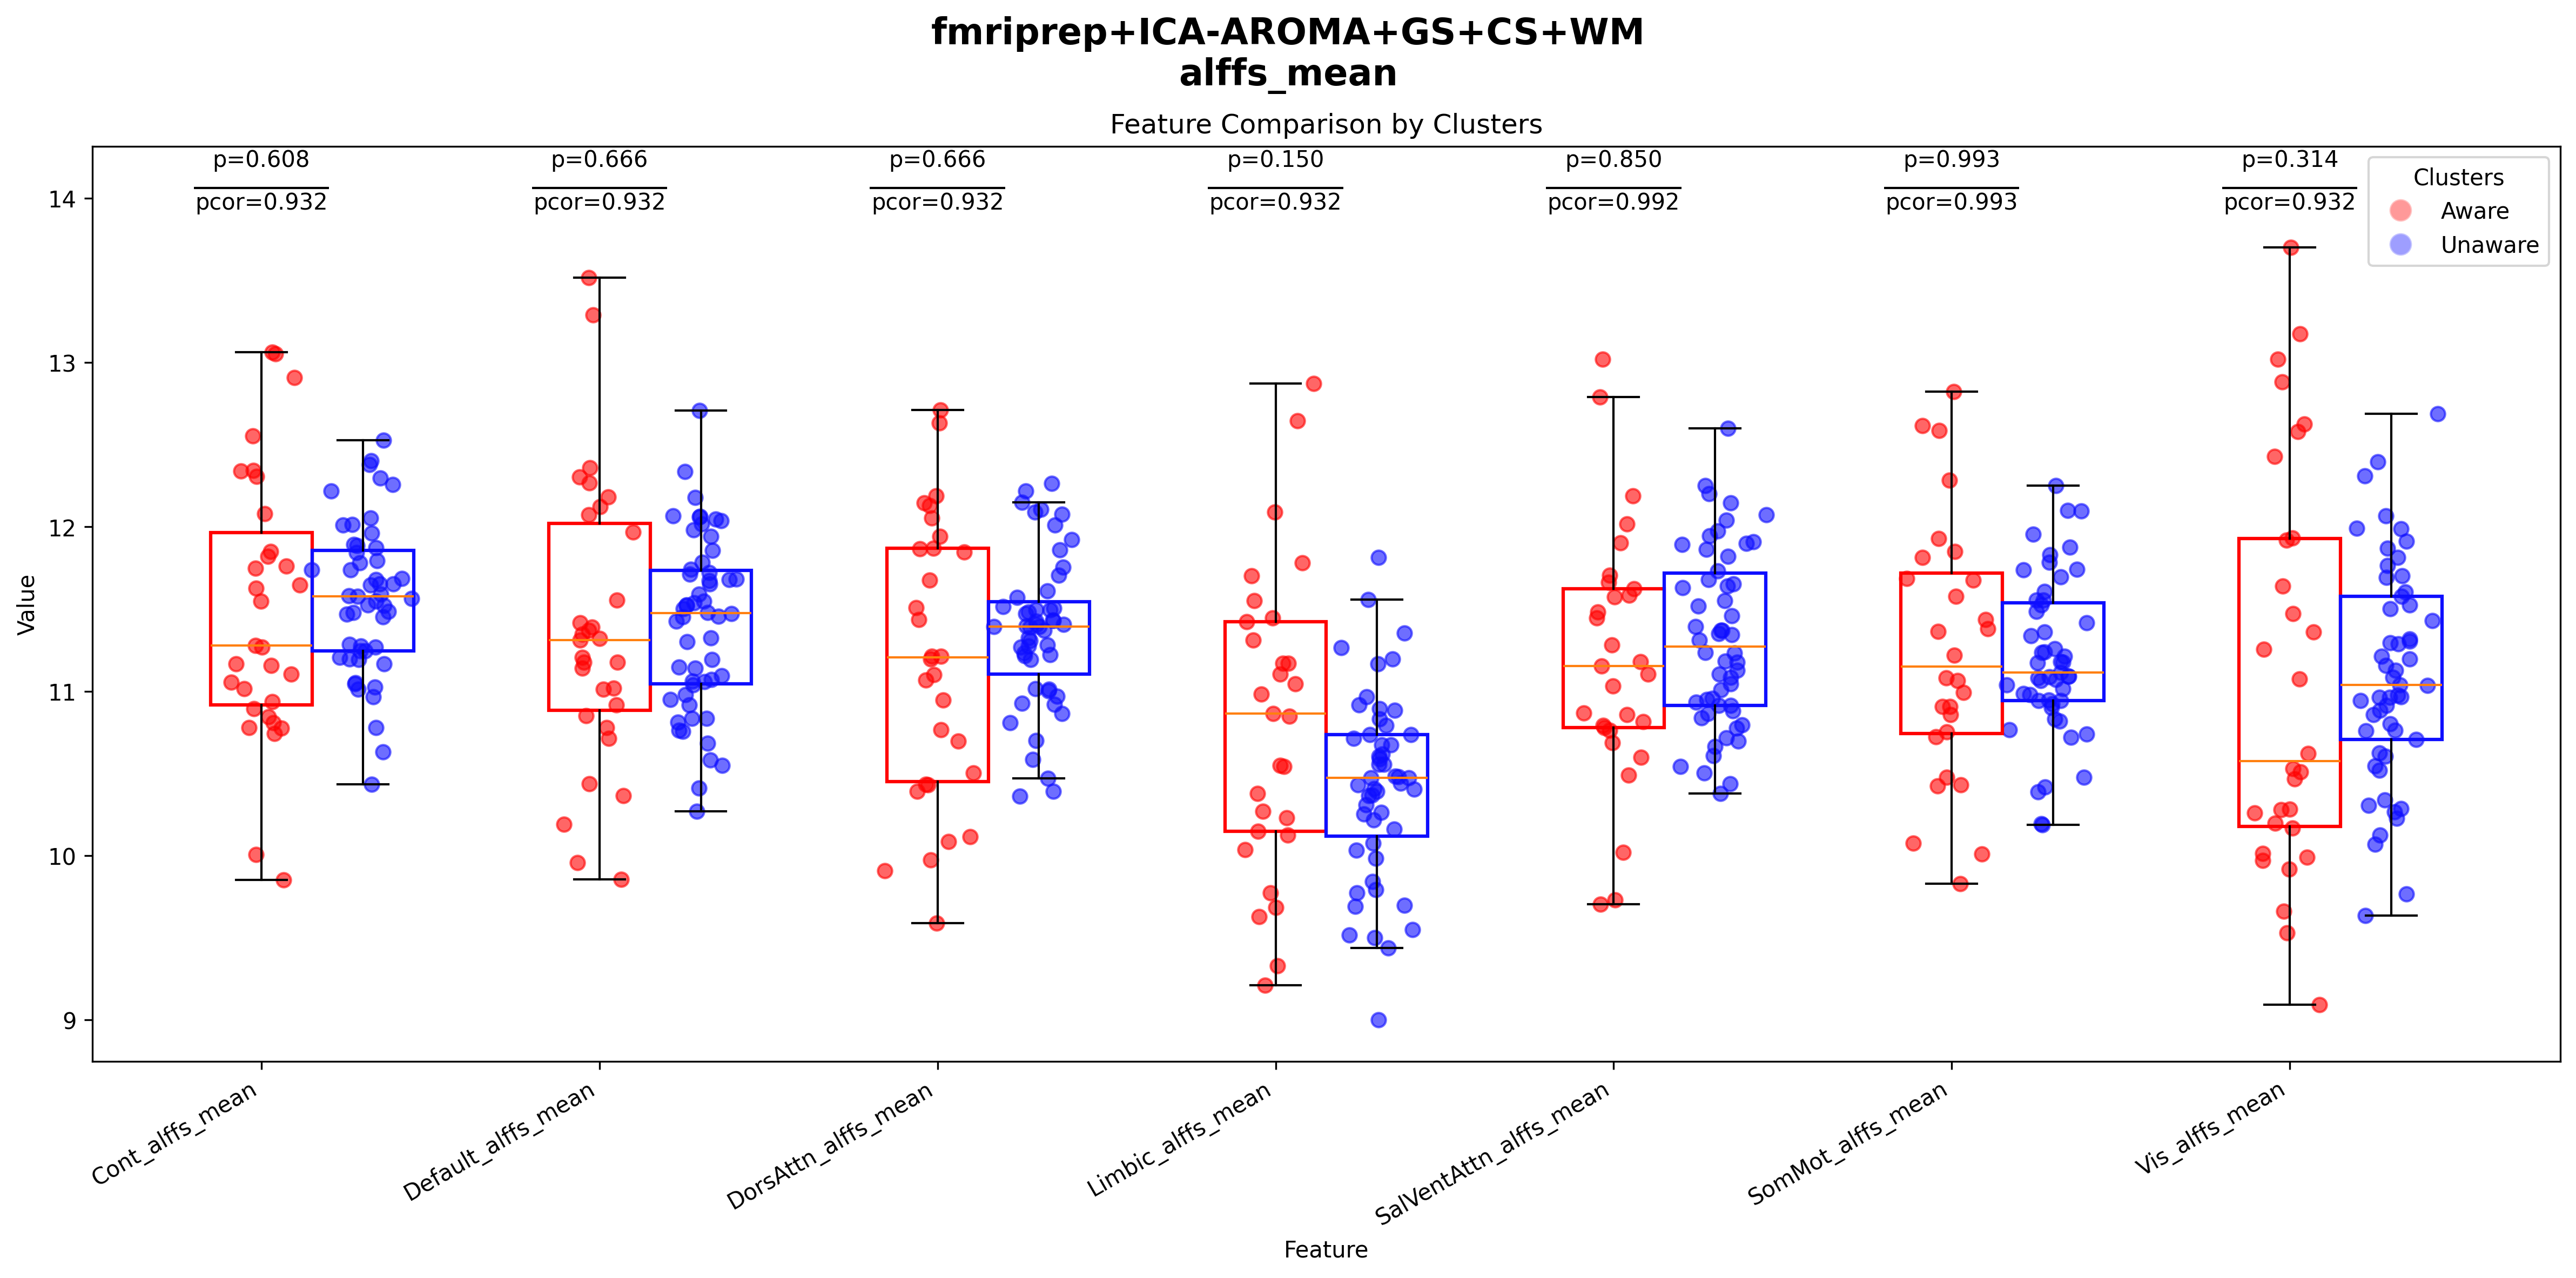 fmriprep+ICA-AROMA+GS+CS+WM
alffs_mean
Feature Comparison by Clusters
p=0.608
pcor=0.932
p=0.666
pcor=0.932
p=0.666
pcor=0.932
p=0.150
pcor=0.932
p=0.850
pcor=0.992
p=0.993
pcor=0.993
p=0.314
pcor=0.932
Clusters
Aware
Unaware
Value
14
13
12
11
10
9
Cont_alffs_mean
Default_alffs_mean
DorsAttn_alffs_mean
Limbic_alffs_mean
SalVentAttn_alffs_mean
SomMot_alffs_mean
Vis_alffs_mean
Feature